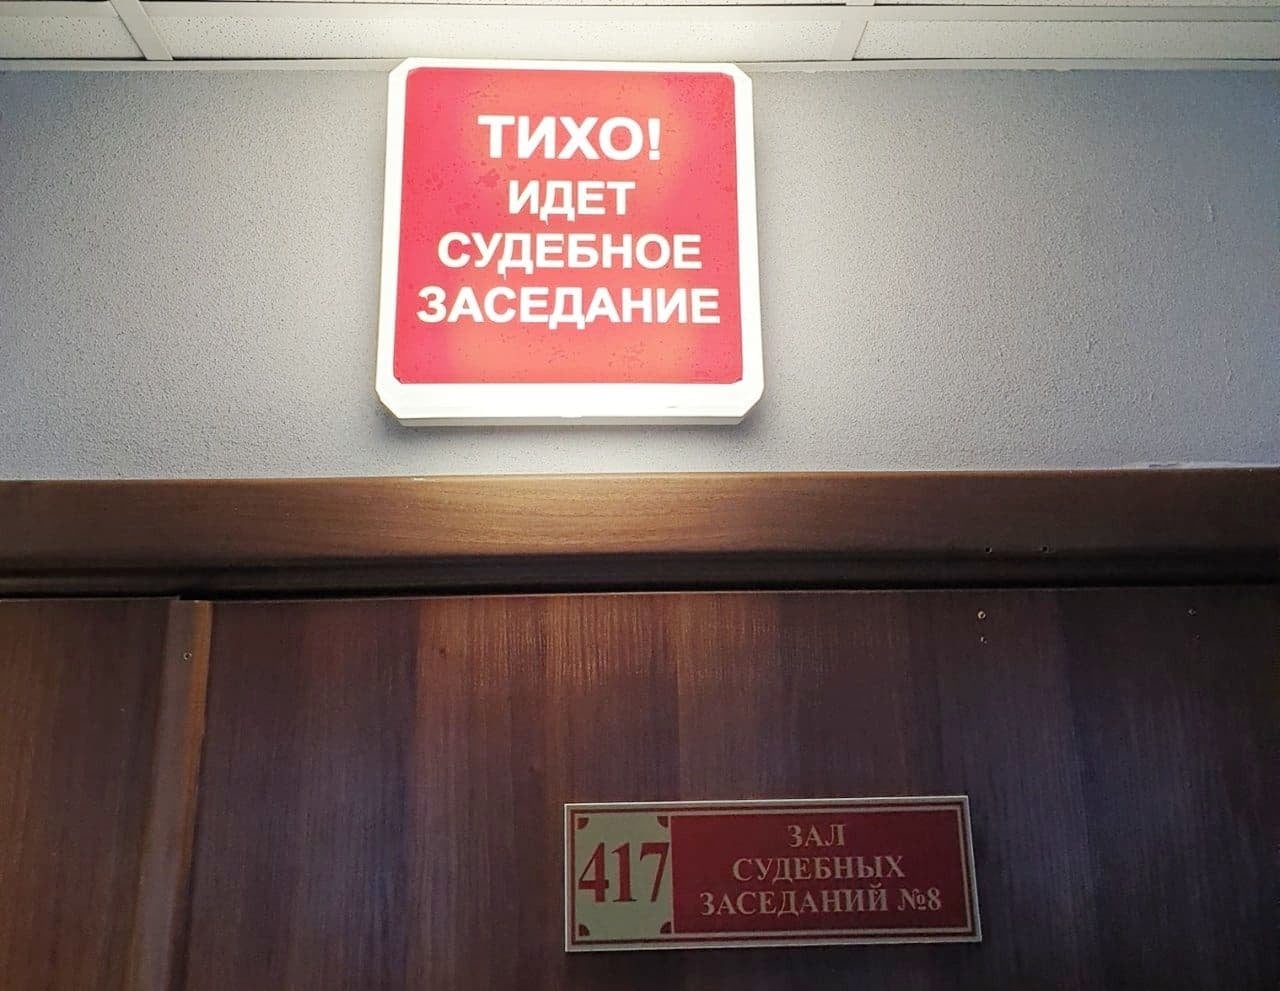 ТИХО!
ИДЕТ
СУДЕБНОЕ
ЗАСЕДАНИЕ
417
ЗАЛ
СУДЕБНЫХ
ЗАСЕДАНИЙ №8